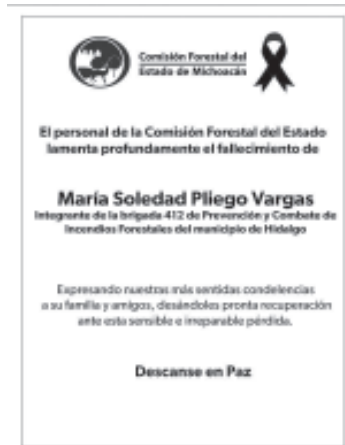 Comisión Forestal del
Estado de Michoacán
El personal de la Comisión Forestal del Estado
lamenta profundamente el fallecimiento de
María Soledad Pliego Vargas
Integrante de la brigada 412 de Prevención y Combate de
Incendios Forestales del municipio de Hidalgo
Expresando nuestras más sentidas condelencias
a su familia y amigos, desándoles pronta recuperación
ante esta sensible e irreparable pérdida.
Descanse en Paz